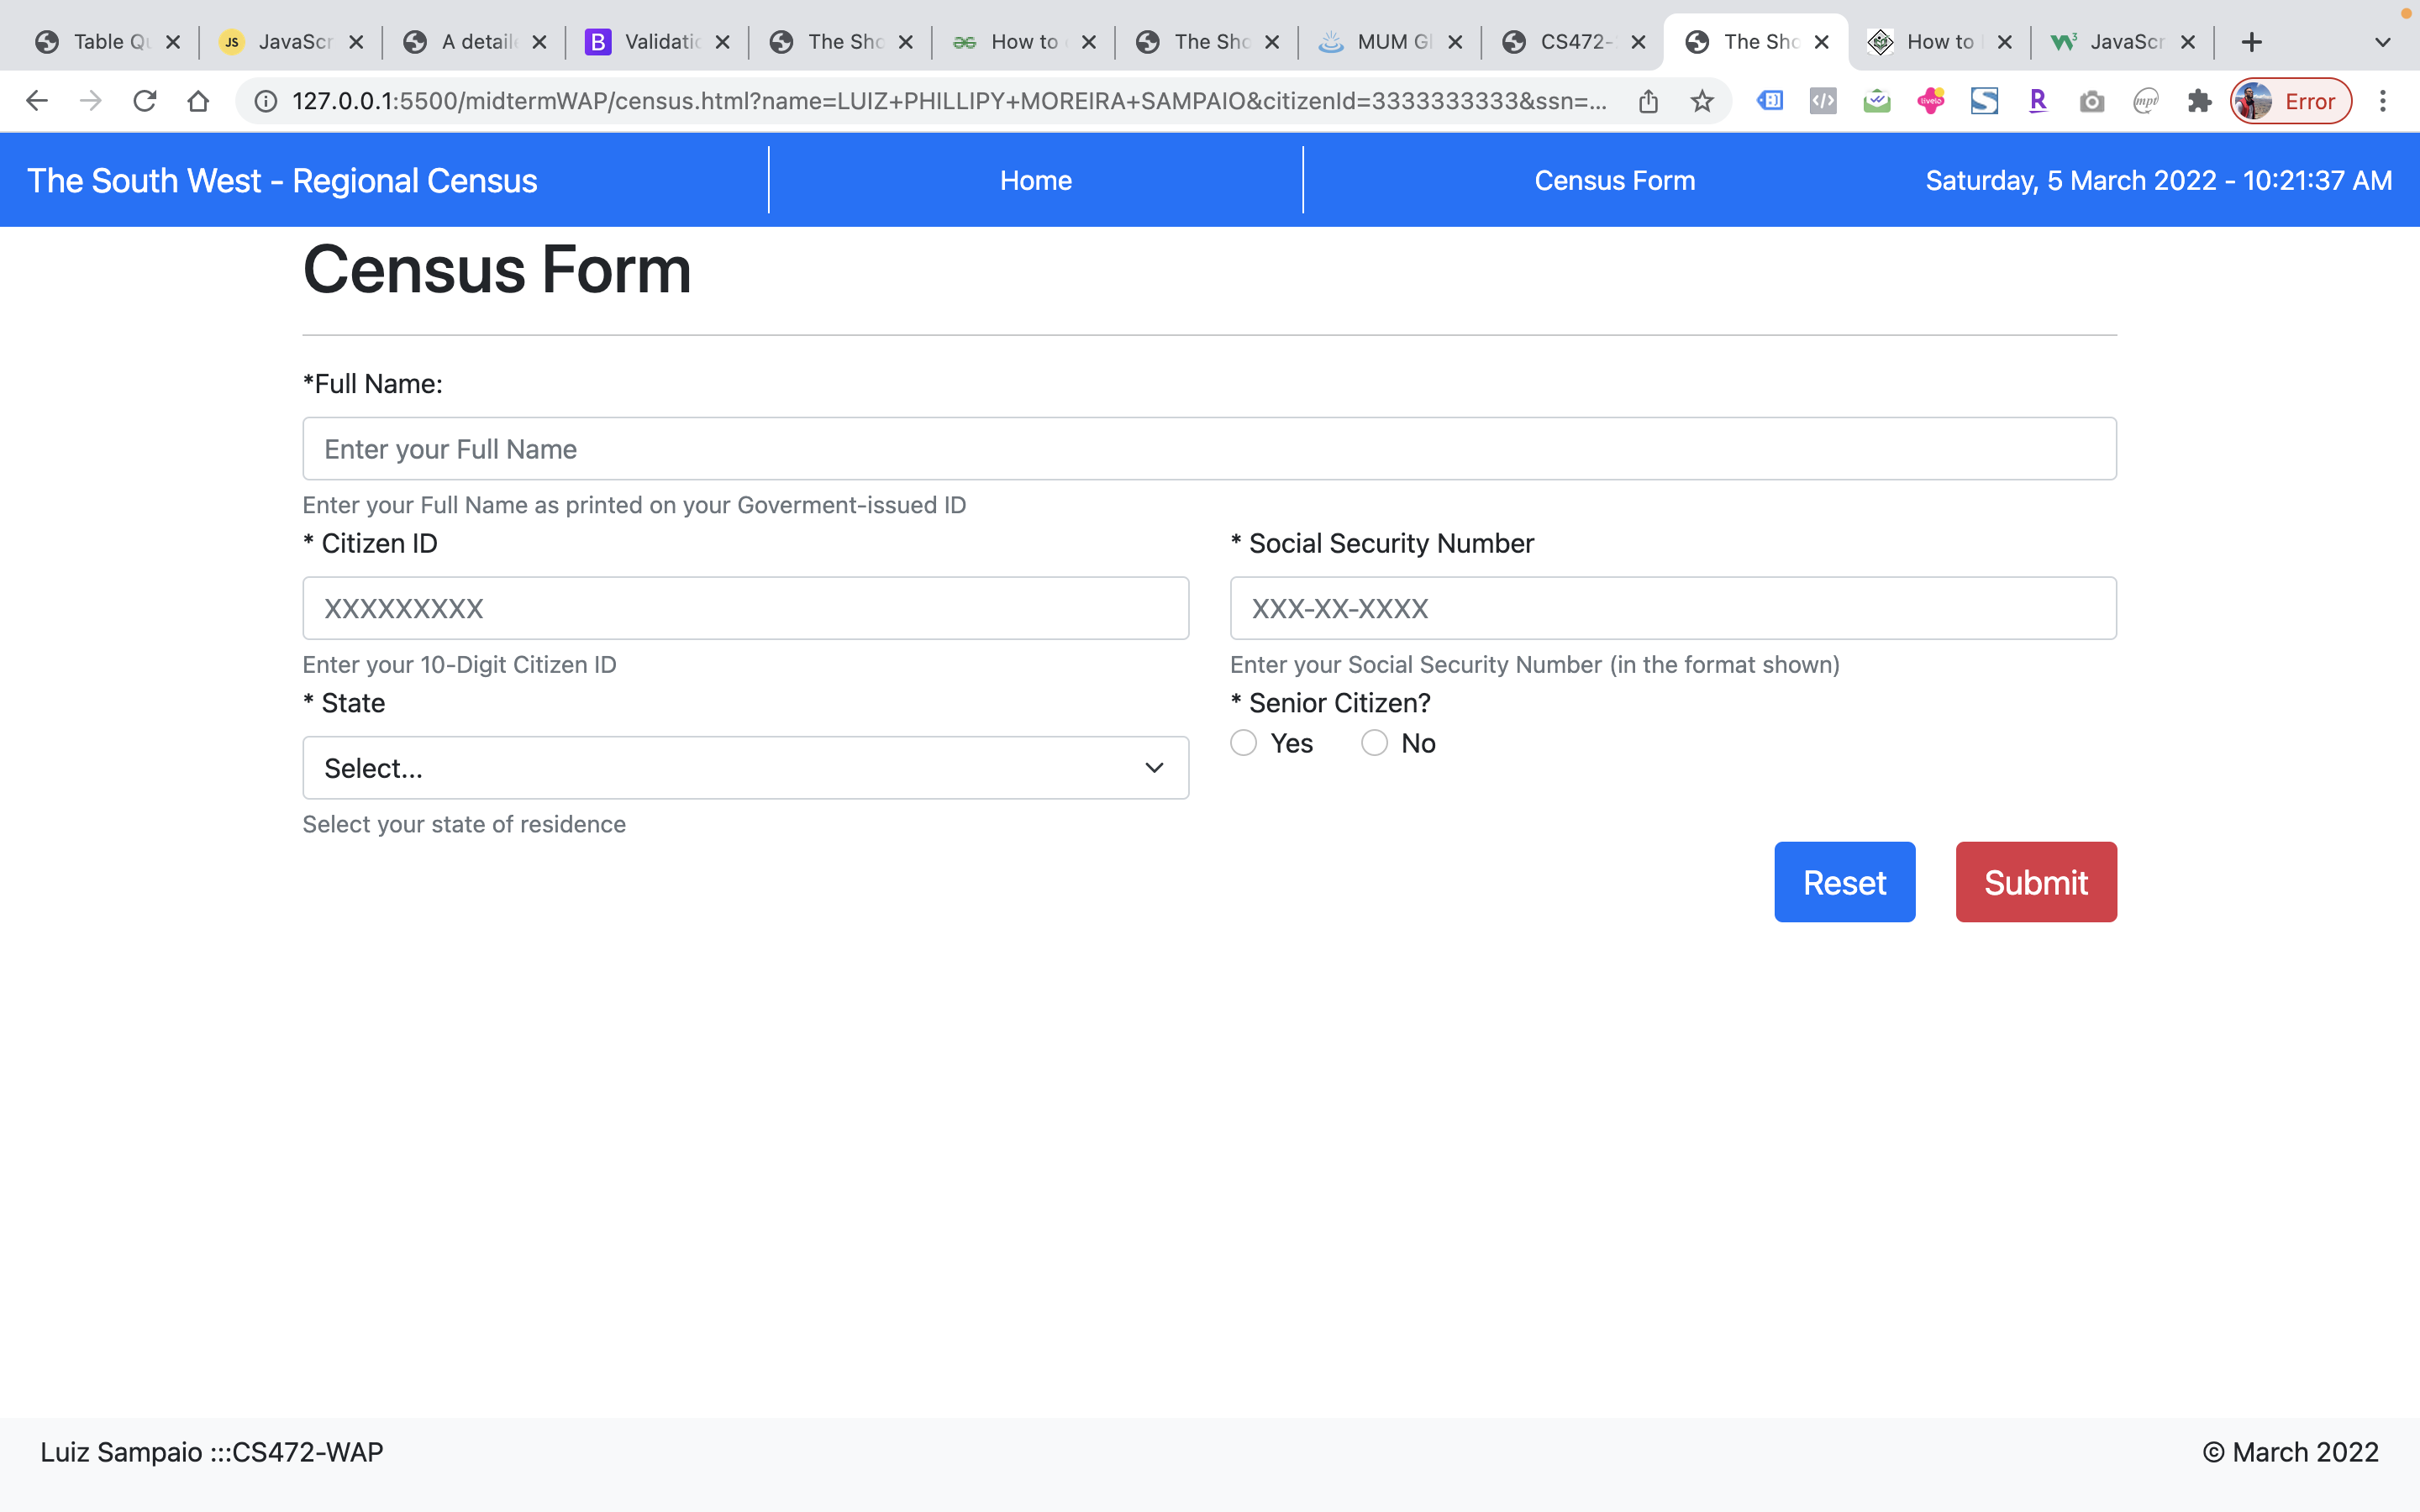 Table Qu JS JavaScr A detail B Validatio The Sho How to The Sho MUM Gl CS472- The Sho How to JavaScr
127.0.0.1:5500/midtermWAP/census.html?name=LUIZ+PHILLIPY+MOREIRA+SAMPAIO&citizenId=3333333333&ssn=... Error
The South West - Regional Census Home Census Form Saturday, 5 March 2022 - 10:21:37 AM
Census Form
*Full Name:
Enter your Full Name
Enter your Full Name as printed on your Goverment-issued ID
* Citizen ID * Social Security Number
XXXXXXXXX XXX-XX-XXXX
Enter your 10-Digit Citizen ID Enter your Social Security Number (in the format shown)
* State * Senior Citizen?
Yes No
Select...
Select your state of residence
Reset Submit
Luiz Sampaio :::CS472-WAP © March 2022